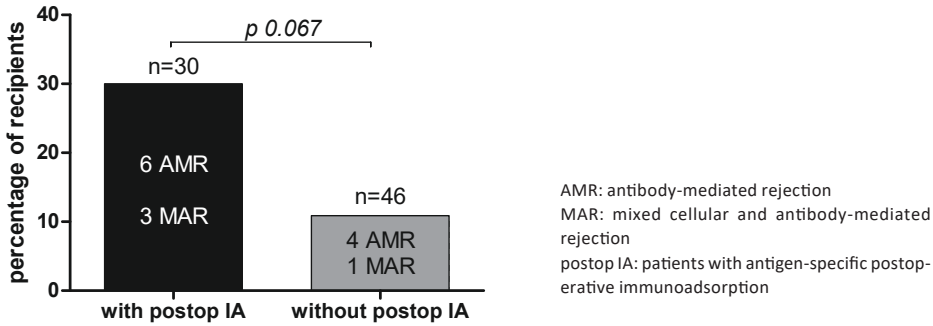 percentage of recipients
40
30
20
10
0
p 0.067
n=30
6 AMR
3 MAR
n=46
4 AMR
1 MAR
with postop IA
without postop IA
AMR: antibody-mediated rejection
MAR: mixed cellular and antibody-mediated
rejection
postop IA: patients with antigen-specific postop-
erative immunoadsorption